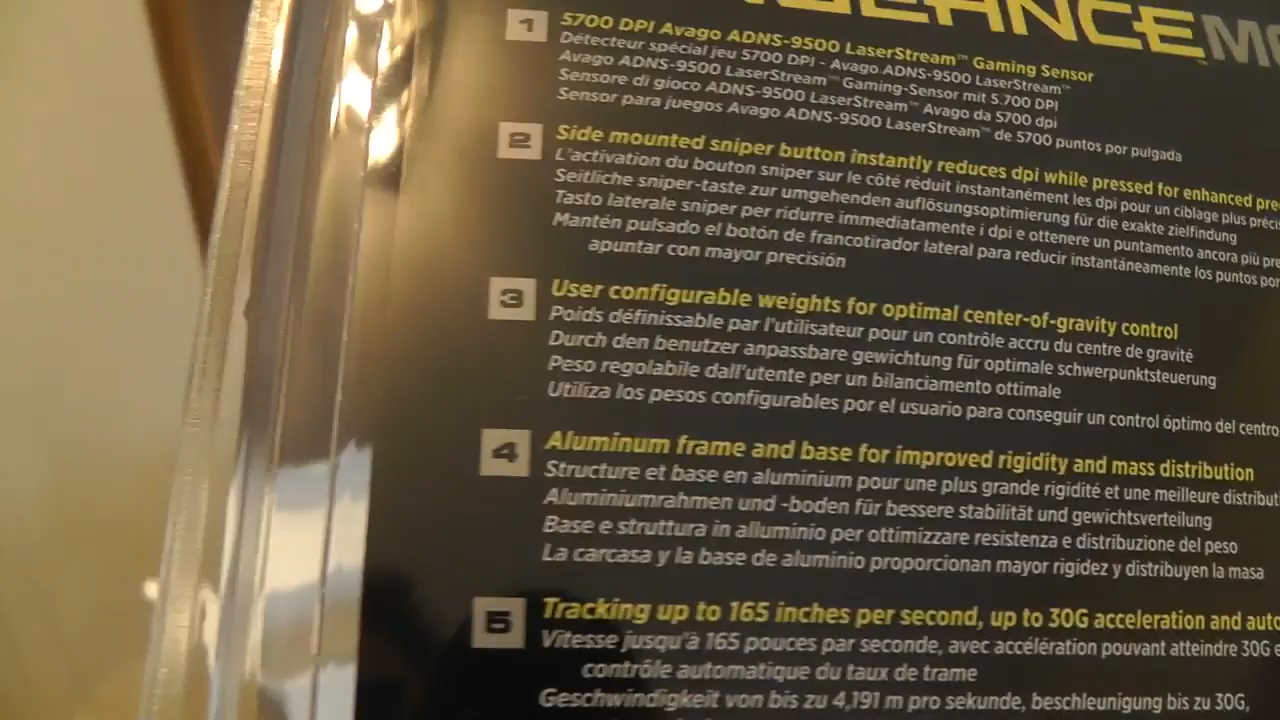 1
5700 DPI Avago ADNS-9500 LaserStream™ Gaming Sensor
Détecteur spécial jeu 5700 DPI - Avago ADNS-9500 LaserStream™
Avago ADNS-9500 LaserStream™ Gaming-Sensor mit 5.700 DPI
Sensore di gioco ADNS-9500 LaserStream™ Avago da 5700 dpi
Sensor para juegos Avago ADNS-9500 LaserStream™ de 5700 puntos por pulgada
2
Side mounted sniper button instantly reduces dpi while pressed for enhanced
L'activation du bouton sniper sur le côté réduit instantanément les dpi pour un ciblage plus
Seitliche sniper-taste zur umgehenden auflösungsoptimierung für die exakte zielfindung
Tasto laterale sniper per ridurre immediatamente i dpi e ottenere un puntamento ancora più
Mantén pulsado el botón de francotirador lateral para reducir instantáneamente los puntos por
apuntar con mayor precisión
3
User configurable weights for optimal center-of-gravity control
Poids définissable par l'utilisateur pour un contrôle accru du centre de gravité
Durch den benutzer anpassbare gewichtung für optimale schwerpunktsteuerung
Peso regolabile dall'utente per un bilanciamento ottimale
Utiliza los pesos configurables por el usuario para conseguir un control óptimo del centro
4
Aluminum frame and base for improved rigidity and mass distribution
Structure et base en aluminium pour une plus grande rigidité et une meilleure
Aluminiumrahmen und -boden für bessere stabilität und gewichtsverteilung
Base e struttura in alluminio per ottimizzare resistenza e distribuzione del peso
La carcasa y la base de aluminio proporcionan mayor rigidez y distribuyen la masa
5
Tracking up to 165 inches per second, up to 30G acceleration and
Vitesse jusqu'à 165 pouces par seconde, avec accélération pouvant atteindre 30G
contrôle automatique du taux de trame
Geschwindigkeit von bis zu 4,191 m pro sekunde, beschleunigung bis zu 30G,